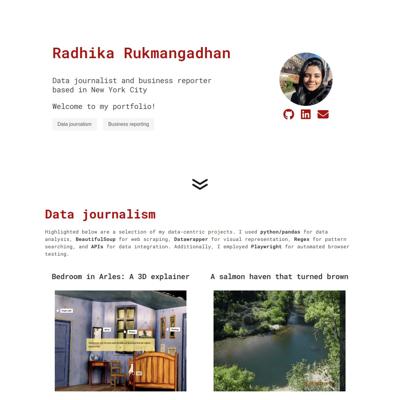 Radhika Rukmangadhan
Data journalist and business reporter
based in New York City
Welcome to my portfolio!
Data journalism
Business reporting
Data journalism
Highlighted below are a selection of my data-centric projects. I used python/pandas for data
analysis, BeautifulSoup for web scraping, Datawrapper for visual representation, Regex for pattern
searching, and APIs for data integration. Additionally, I employed Playwright for automated browser
testing.
Bedroom in Arles: A 3D explainer
A salmon haven that turned brown